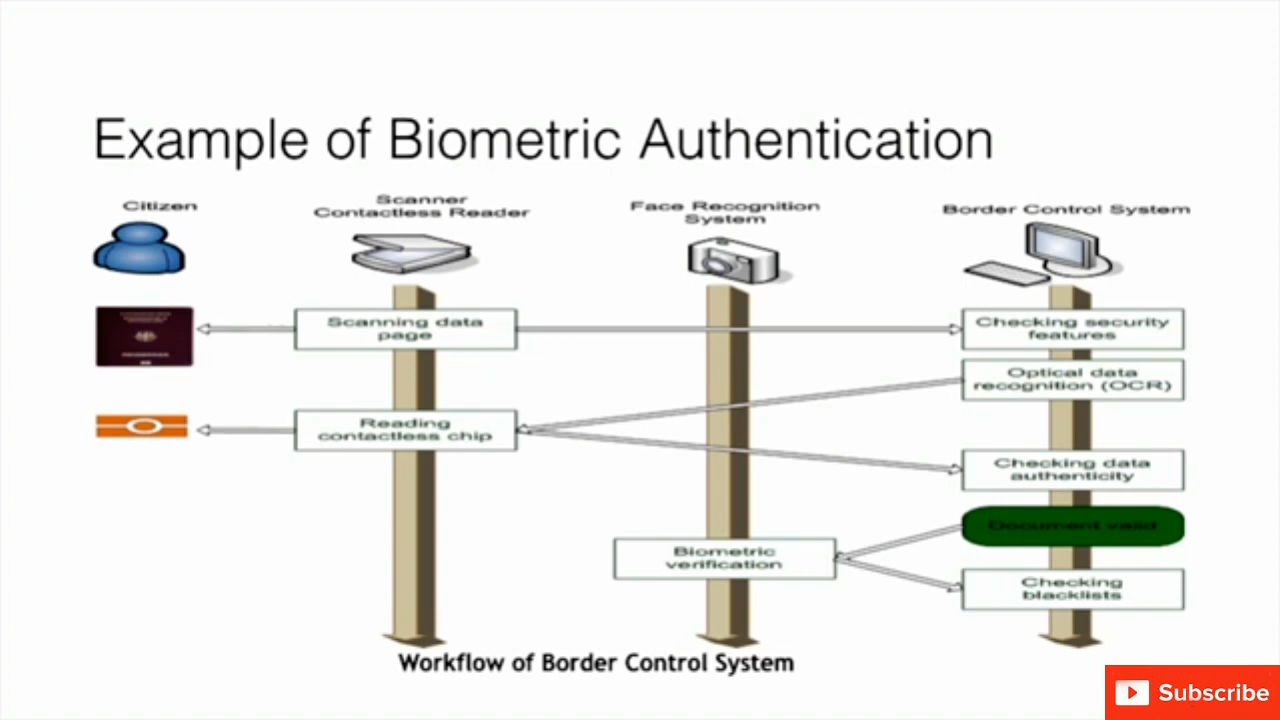 Example of Biometric Authentication
Citizen
Scanner
Contactless Reader
Face Recognition
System
Border Control System
Scanning data
page
Checking security
features
Optical data
recognition (OCR)
Reading
contactless chip
Checking data
authenticity
Document valid
Biometric
verification
Checking
blacklists
Workflow of Border Control System
Subscribe